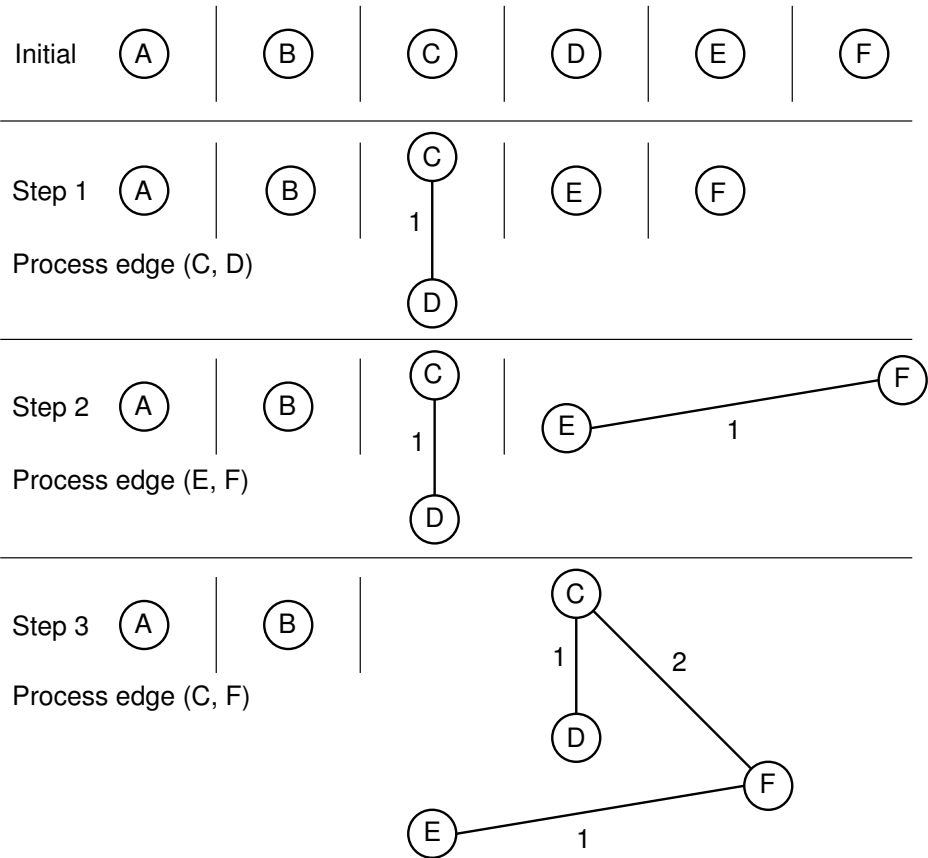 Initial A B C D E F
C
Step 1 A B E F
1
Process edge (C, D)
D
C F
Step 2 A B E
1 1
Process edge (E, F)
D
C
Step 3 A B
1 2
Process edge (C, F)
D
F
E
1